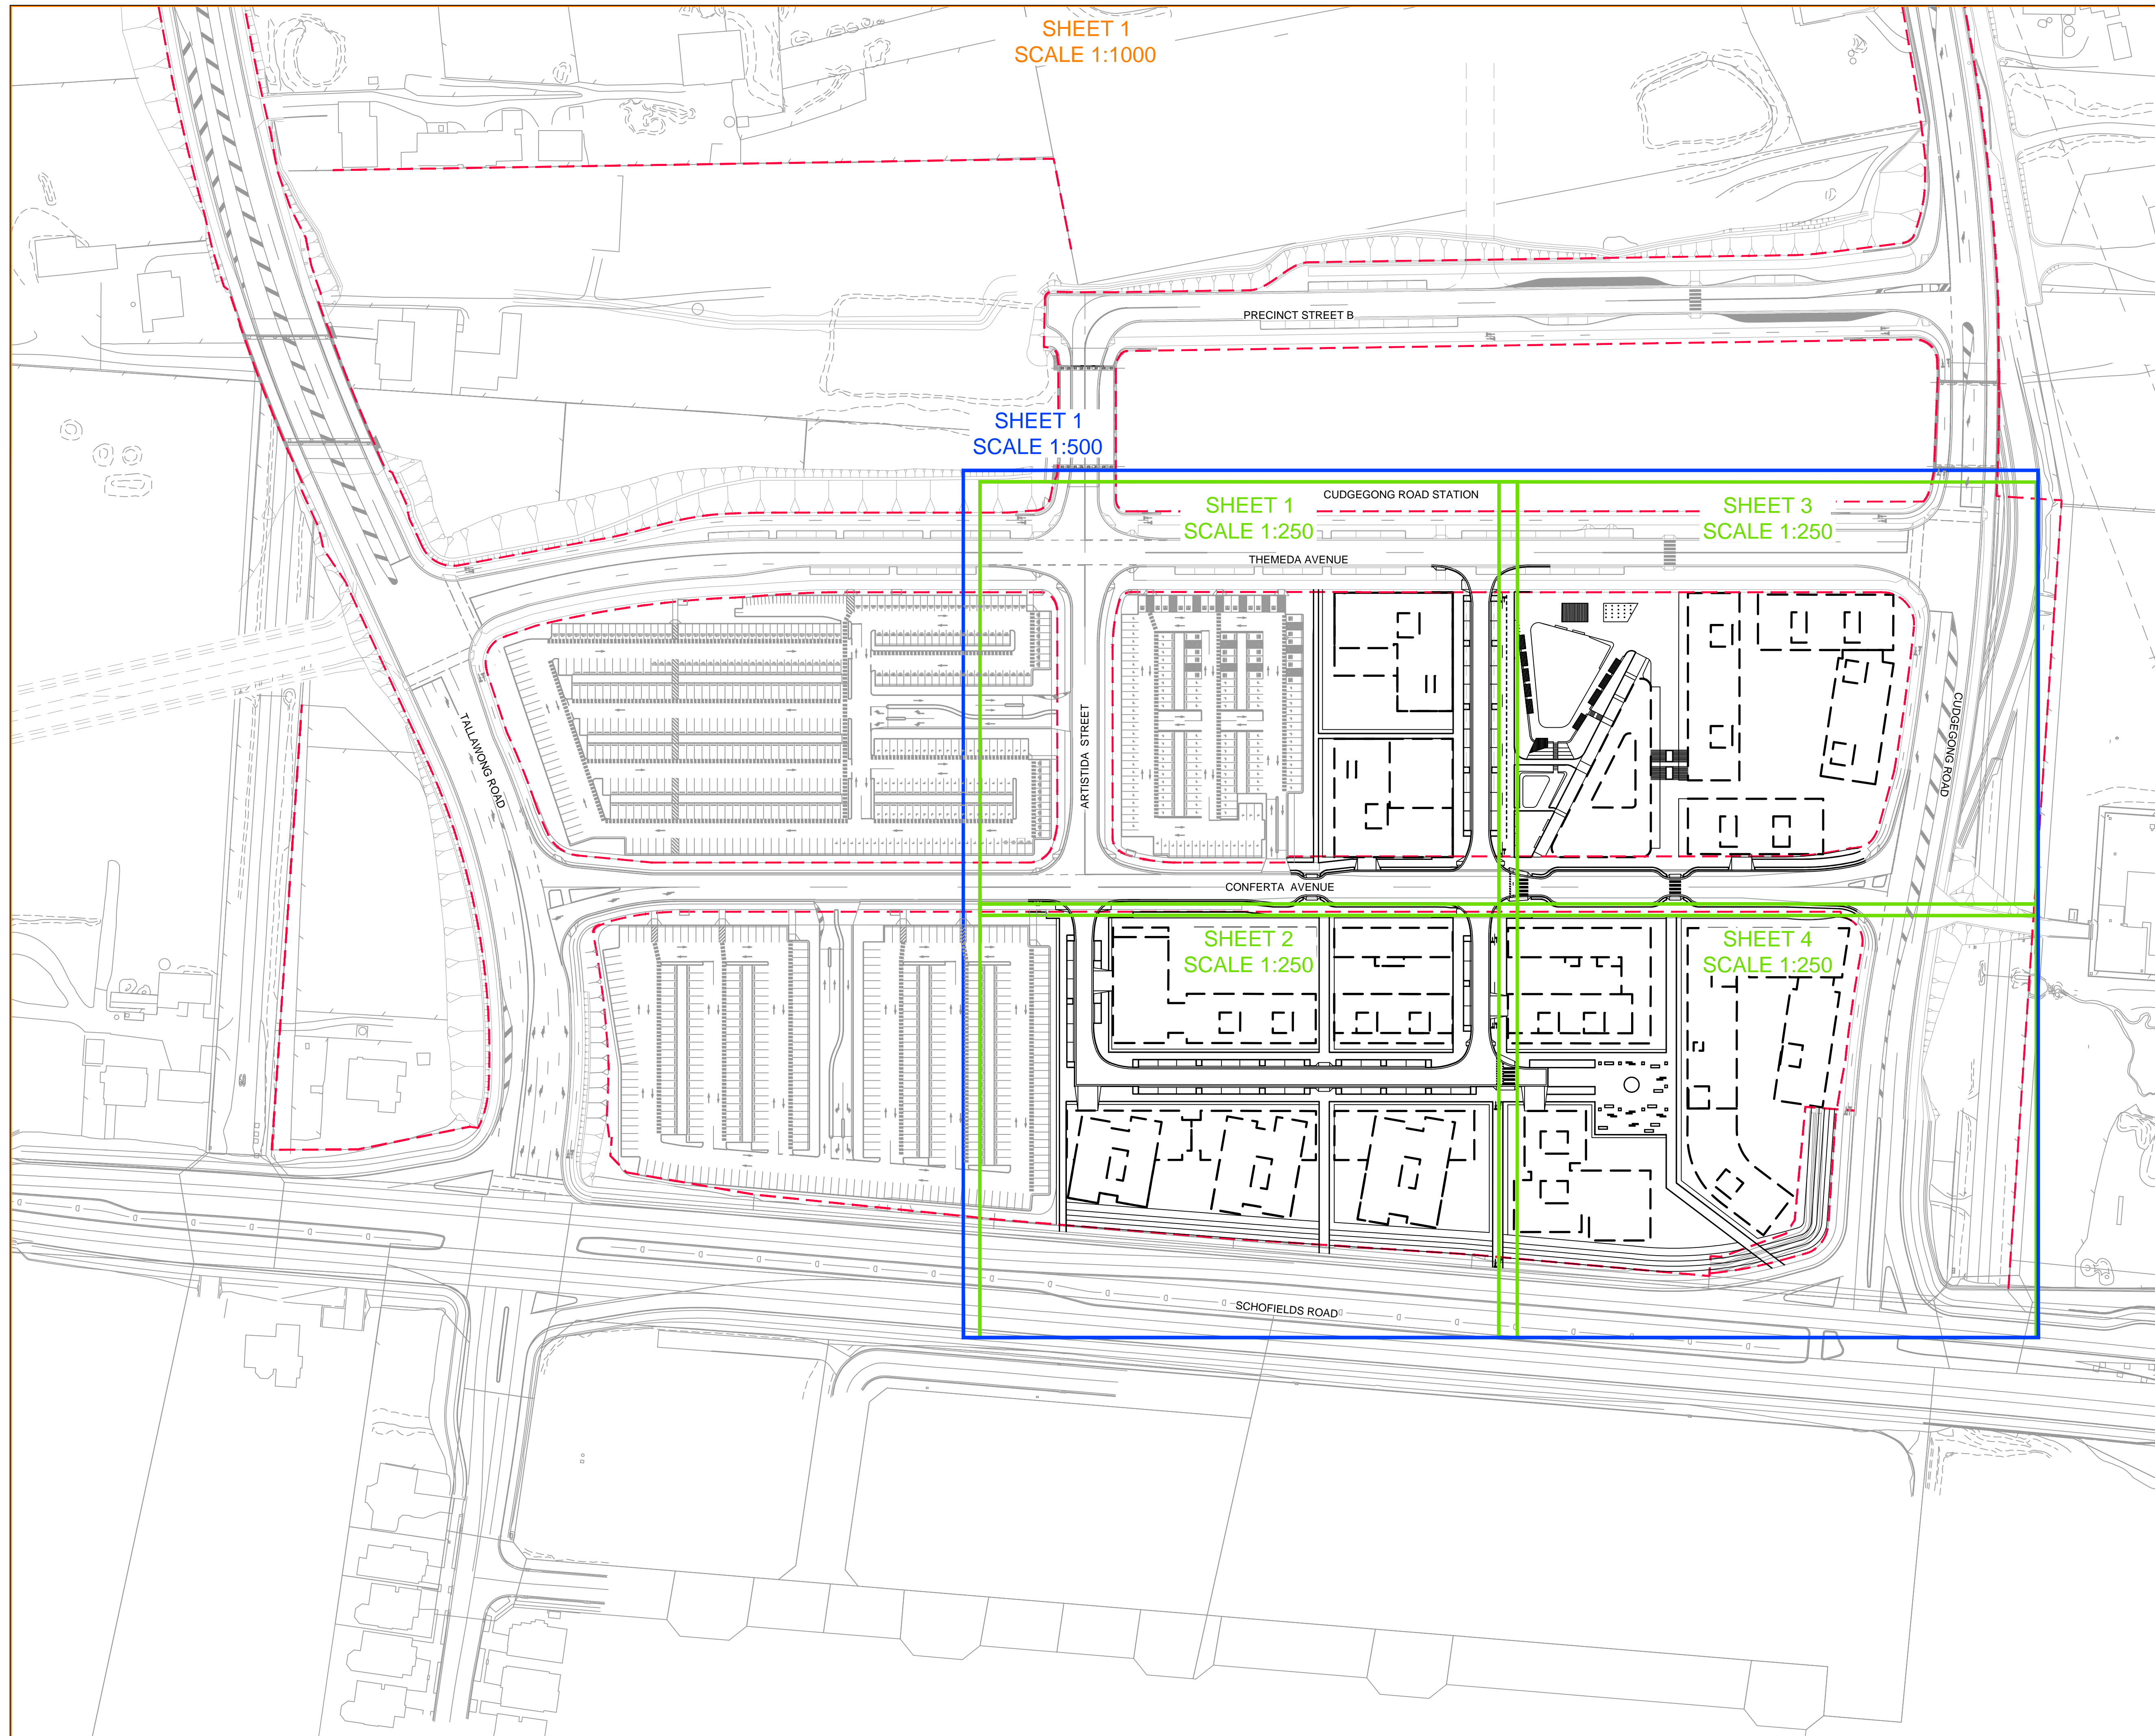 SHEET 1
SCALE 1:1000
PRECINCT STREET B
SHEET 1
SCALE 1:500
CUDGEGONG ROAD STATION
SHEET 1
SCALE 1:250
SHEET 3
SCALE 1:250
THEMEDA AVENUE
TALLAWONG ROAD
ARTISTIDA STREET
CUDGEGONG ROAD
CONFERTA AVENUE
SHEET 2
SCALE 1:250
SHEET 4
SCALE 1:250
SCHOFIELDS ROAD